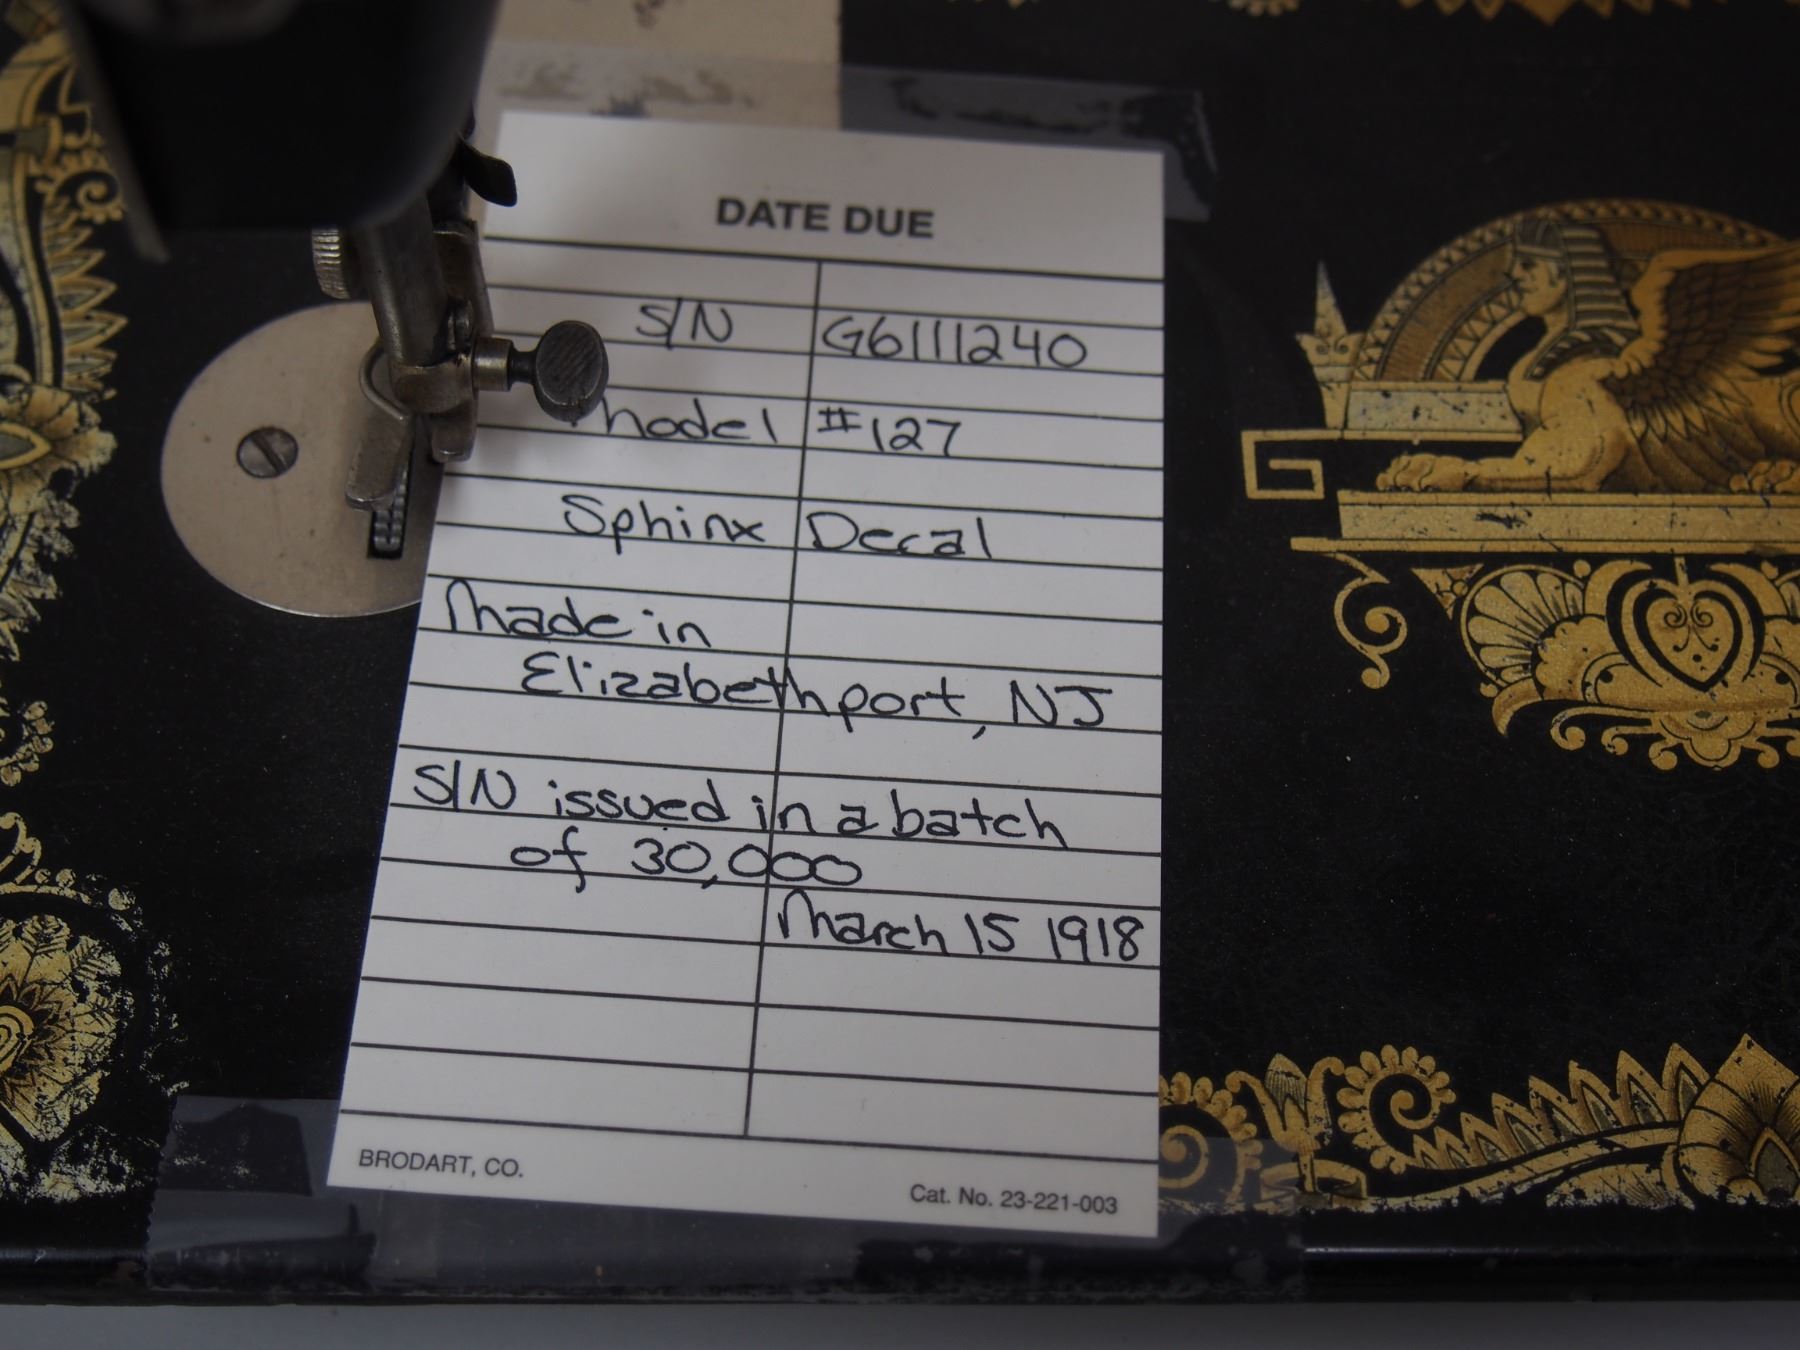 DATE DUE
S/N G6111240
Model #127
Sphinx Decal
Made in
Elizabethport, NJ
S/N issued in a batch
of 30,000
March 15 1918
BRODART, CO.
Cat. No. 23-221-003